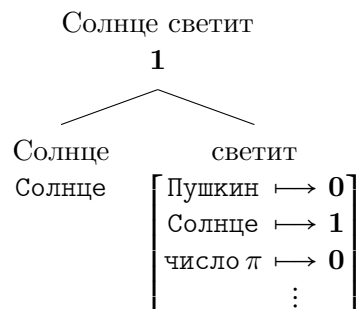 Солнце светит
1
Солнце светит
Солнце
Пушкин ⟼ 0
Солнце ⟼ 1
число π ⟼ 0
⋮